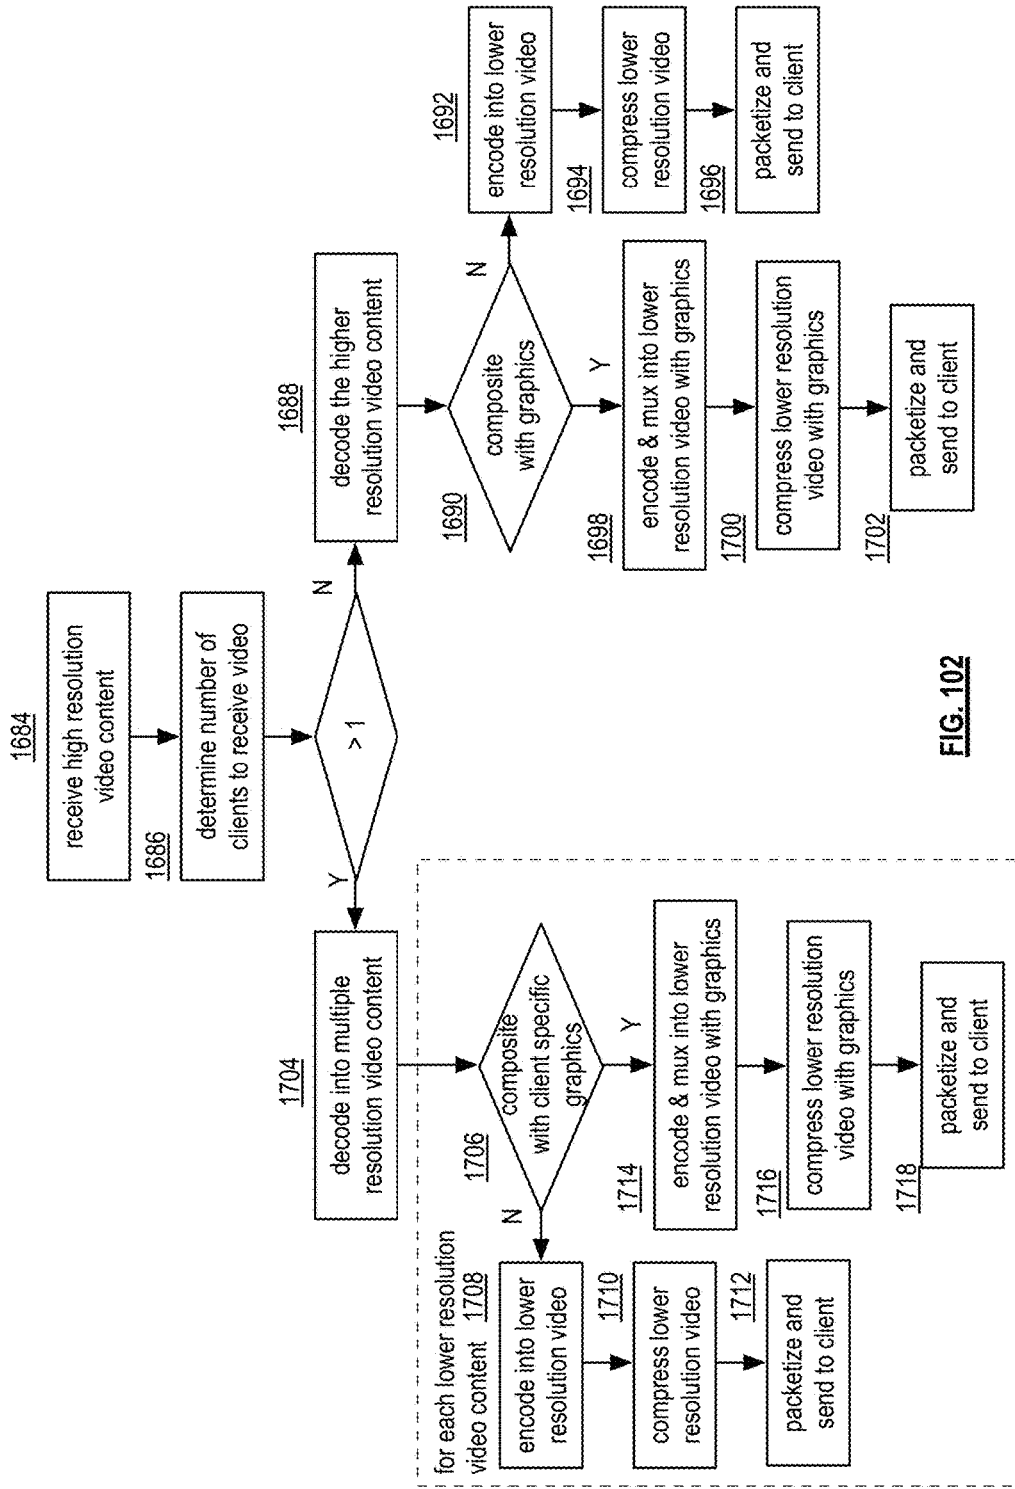 1684
receive high resolution
video content
1686
determine number of
clients to receive video
> 1
Y
N
1704
decode into multiple
resolution video content
1688
decode the higher
resolution video content
for each lower resolution
video content
1706
composite
with client specific
graphics
N
Y
1708
encode into lower
resolution video
1710
compress lower
resolution video
1712
packetize and
send to client
1714
encode & mux into lower
resolution video with graphics
1716
compress lower resolution
video with graphics
1718
packetize and
send to client
1690
composite
with graphics
N
Y
1692
encode into lower
resolution video
1694
compress lower
resolution video
1696
packetize and
send to client
1698
encode & mux into lower
resolution video with graphics
1700
compress lower resolution
video with graphics
1702
packetize and
send to client
FIG. 102